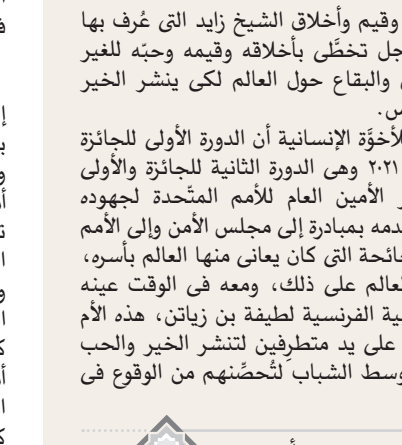 وقيم وأخلاق الشيخ زايد التى عُرف بها
جل تخطَّى بأخلاقه وقيمه وحبّه للغير
والبقاع حول العالم لكى ينشر الخير
س.
لأخوَّة الإنسانية أن الدورة الأولى للجائزة
٢٠٢١ وهى الدورة الثانية للجائزة والأولى
الأمين العام للأمم المتّحدة لجهوده
دمه بمبادرة إلى مجلس الأمن وإلى الأمم
جائحة التى كان يعانى منها العالم بأسره،
لعالم على ذلك، ومعه فى الوقت عينه
ية الفرنسية لطيفة بن زياتن، هذه الأم
على يد متطرِفين لتنشر الخير والحب
وسط الشباب لتُحصِّنهم من الوقوع فى